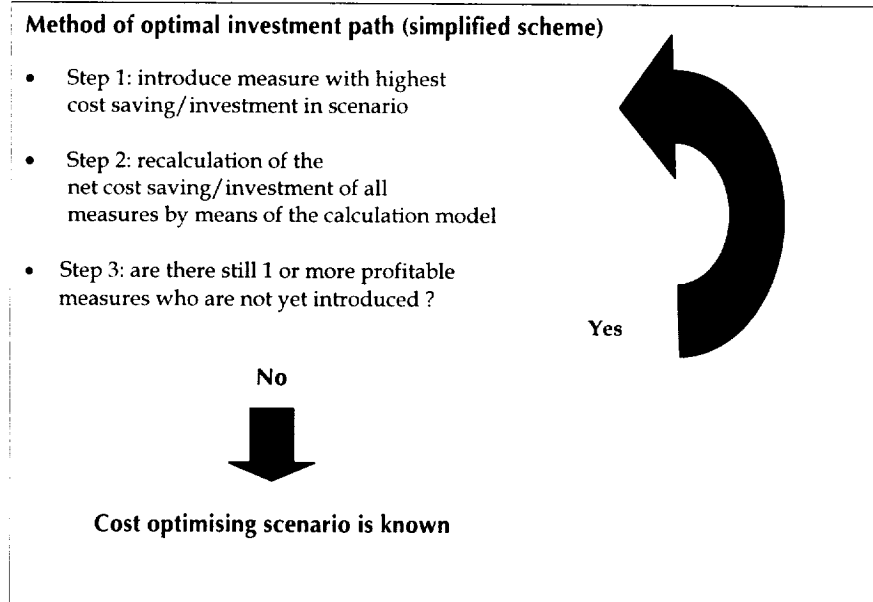 Method of optimal investment path (simplified scheme)
• Step 1: introduce measure with highest
cost saving/investment in scenario
• Step 2: recalculation of the
net cost saving/investment of all
measures by means of the calculation model
• Step 3: are there still 1 or more profitable
measures who are not yet introduced ?
Yes
No
Cost optimising scenario is known